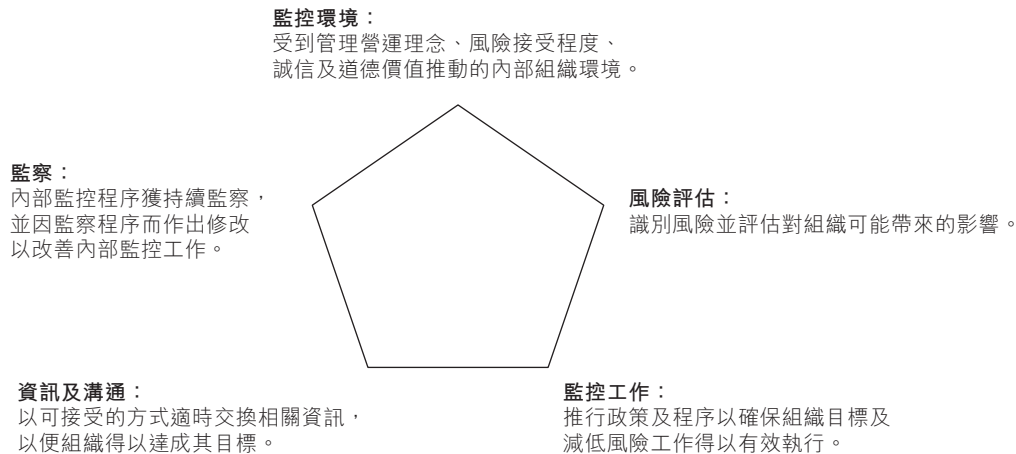 監控環境：
受到管理營運理念、風險接受程度、
誠信及道德價值推動的內部組織環境。
監察：
內部監控程序獲持續監察，
並因監察程序而作出修改
以改善內部監控工作。
風險評估：
識別風險並評估對組織可能帶來的影響。
資訊及溝通：
以可接受的方式適時交換相關資訊，
以便組織得以達成其目標。
監控工作：
推行政策及程序以確保組織目標及
減低風險工作得以有效執行。